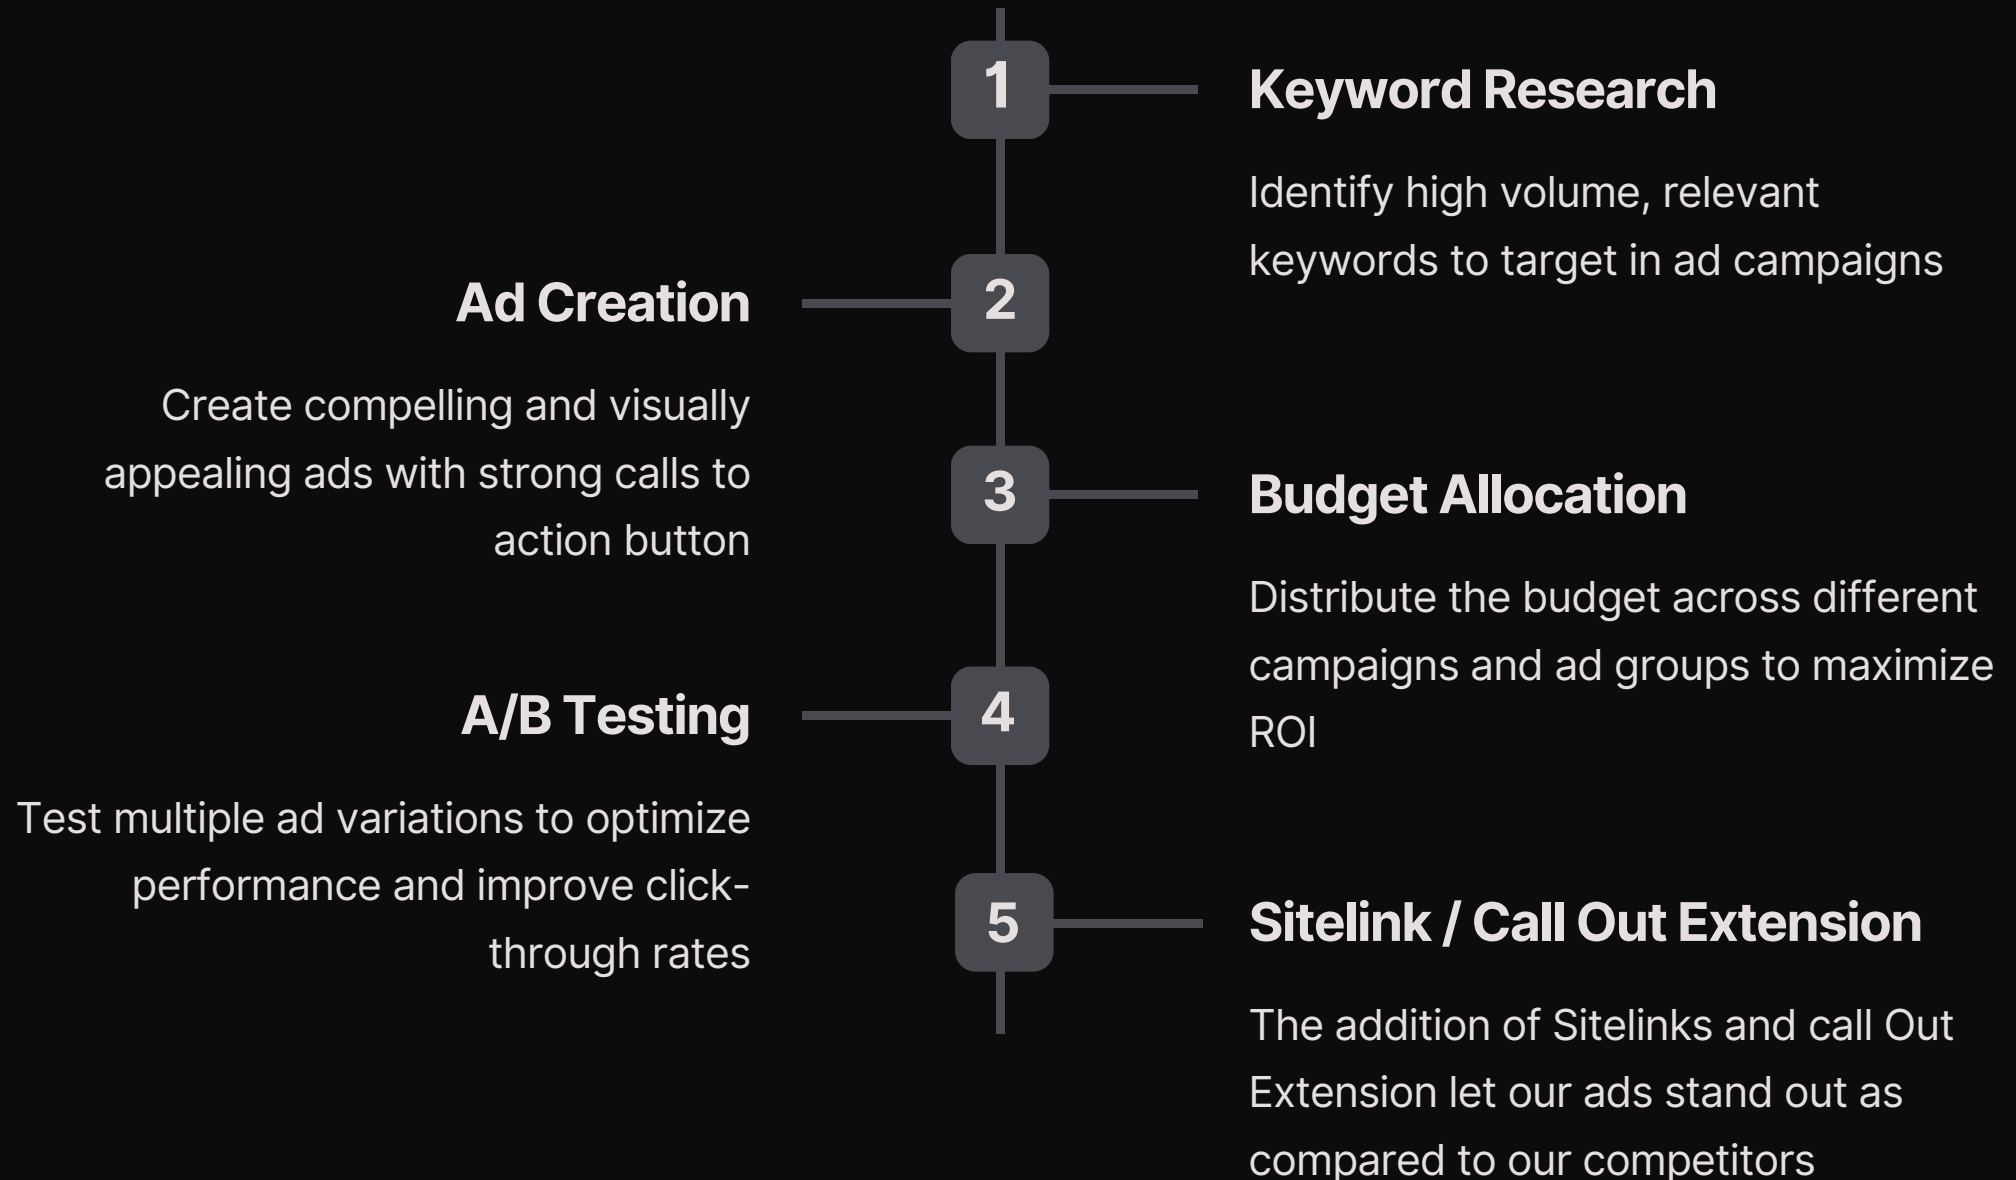 1
Keyword Research
Identify high volume, relevant
keywords to target in ad campaigns
2
Ad Creation
Create compelling and visually
appealing ads with strong calls to
action button
3
Budget Allocation
Distribute the budget across different
campaigns and ad groups to maximize
ROI
4
A/B Testing
Test multiple ad variations to optimize
performance and improve click-
through rates
5
Sitelink / Call Out Extension
The addition of Sitelinks and call Out
Extension let our ads stand out as
compared to our competitors